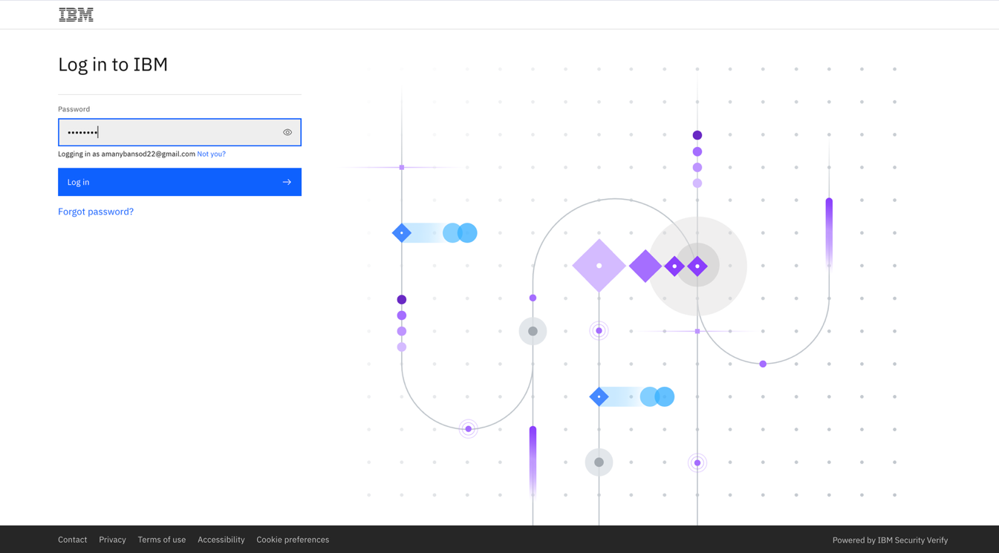 IBM
Log in to IBM
Password
••••••••
Logging in as amanybansod22@gmail.com Not you?
Log in
Forgot password?
Contact Privacy Terms of use Accessibility Cookie preferences
Powered by IBM Security Verify